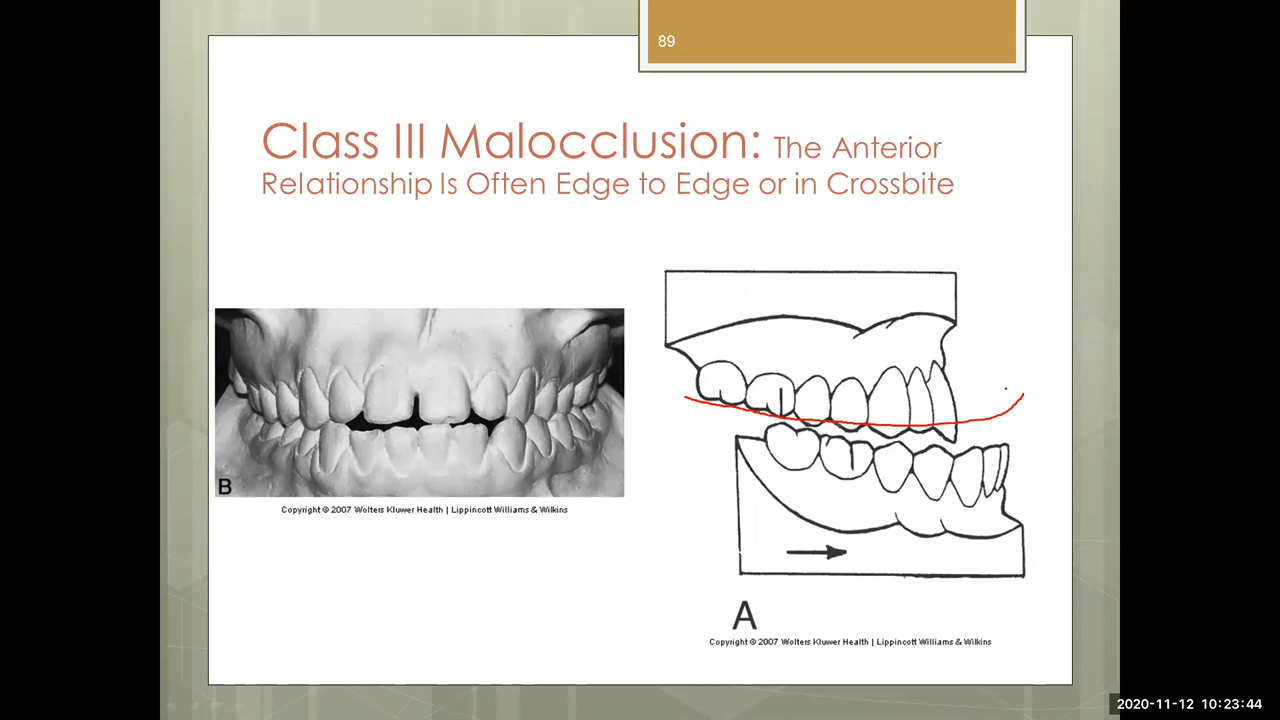 89
Class III Malocclusion: The Anterior
Relationship Is Often Edge to Edge or in Crossbite
B
Copyright © 2007 Wolters Kluwer Health | Lippincott Williams & Wilkins
A
Copyright © 2007 Wolters Kluwer Health | Lippincott Williams & Wilkins
2020-11-12 10:23:44